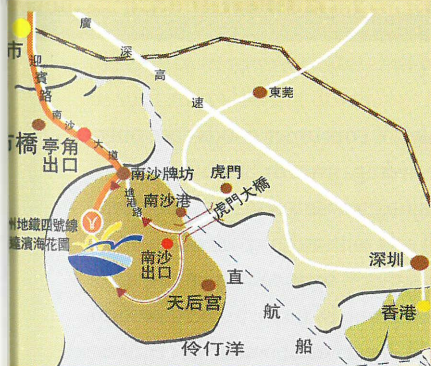 市
迎賓路
廣深高速
東莞
橋
亭角
出口
南沙大道
南沙牌坊
虎門
虎門大橋
南沙港
進港路
州地鐵四號線
濱海花園
南沙
出口
天后宮
深圳
香港
直航船
伶仃洋